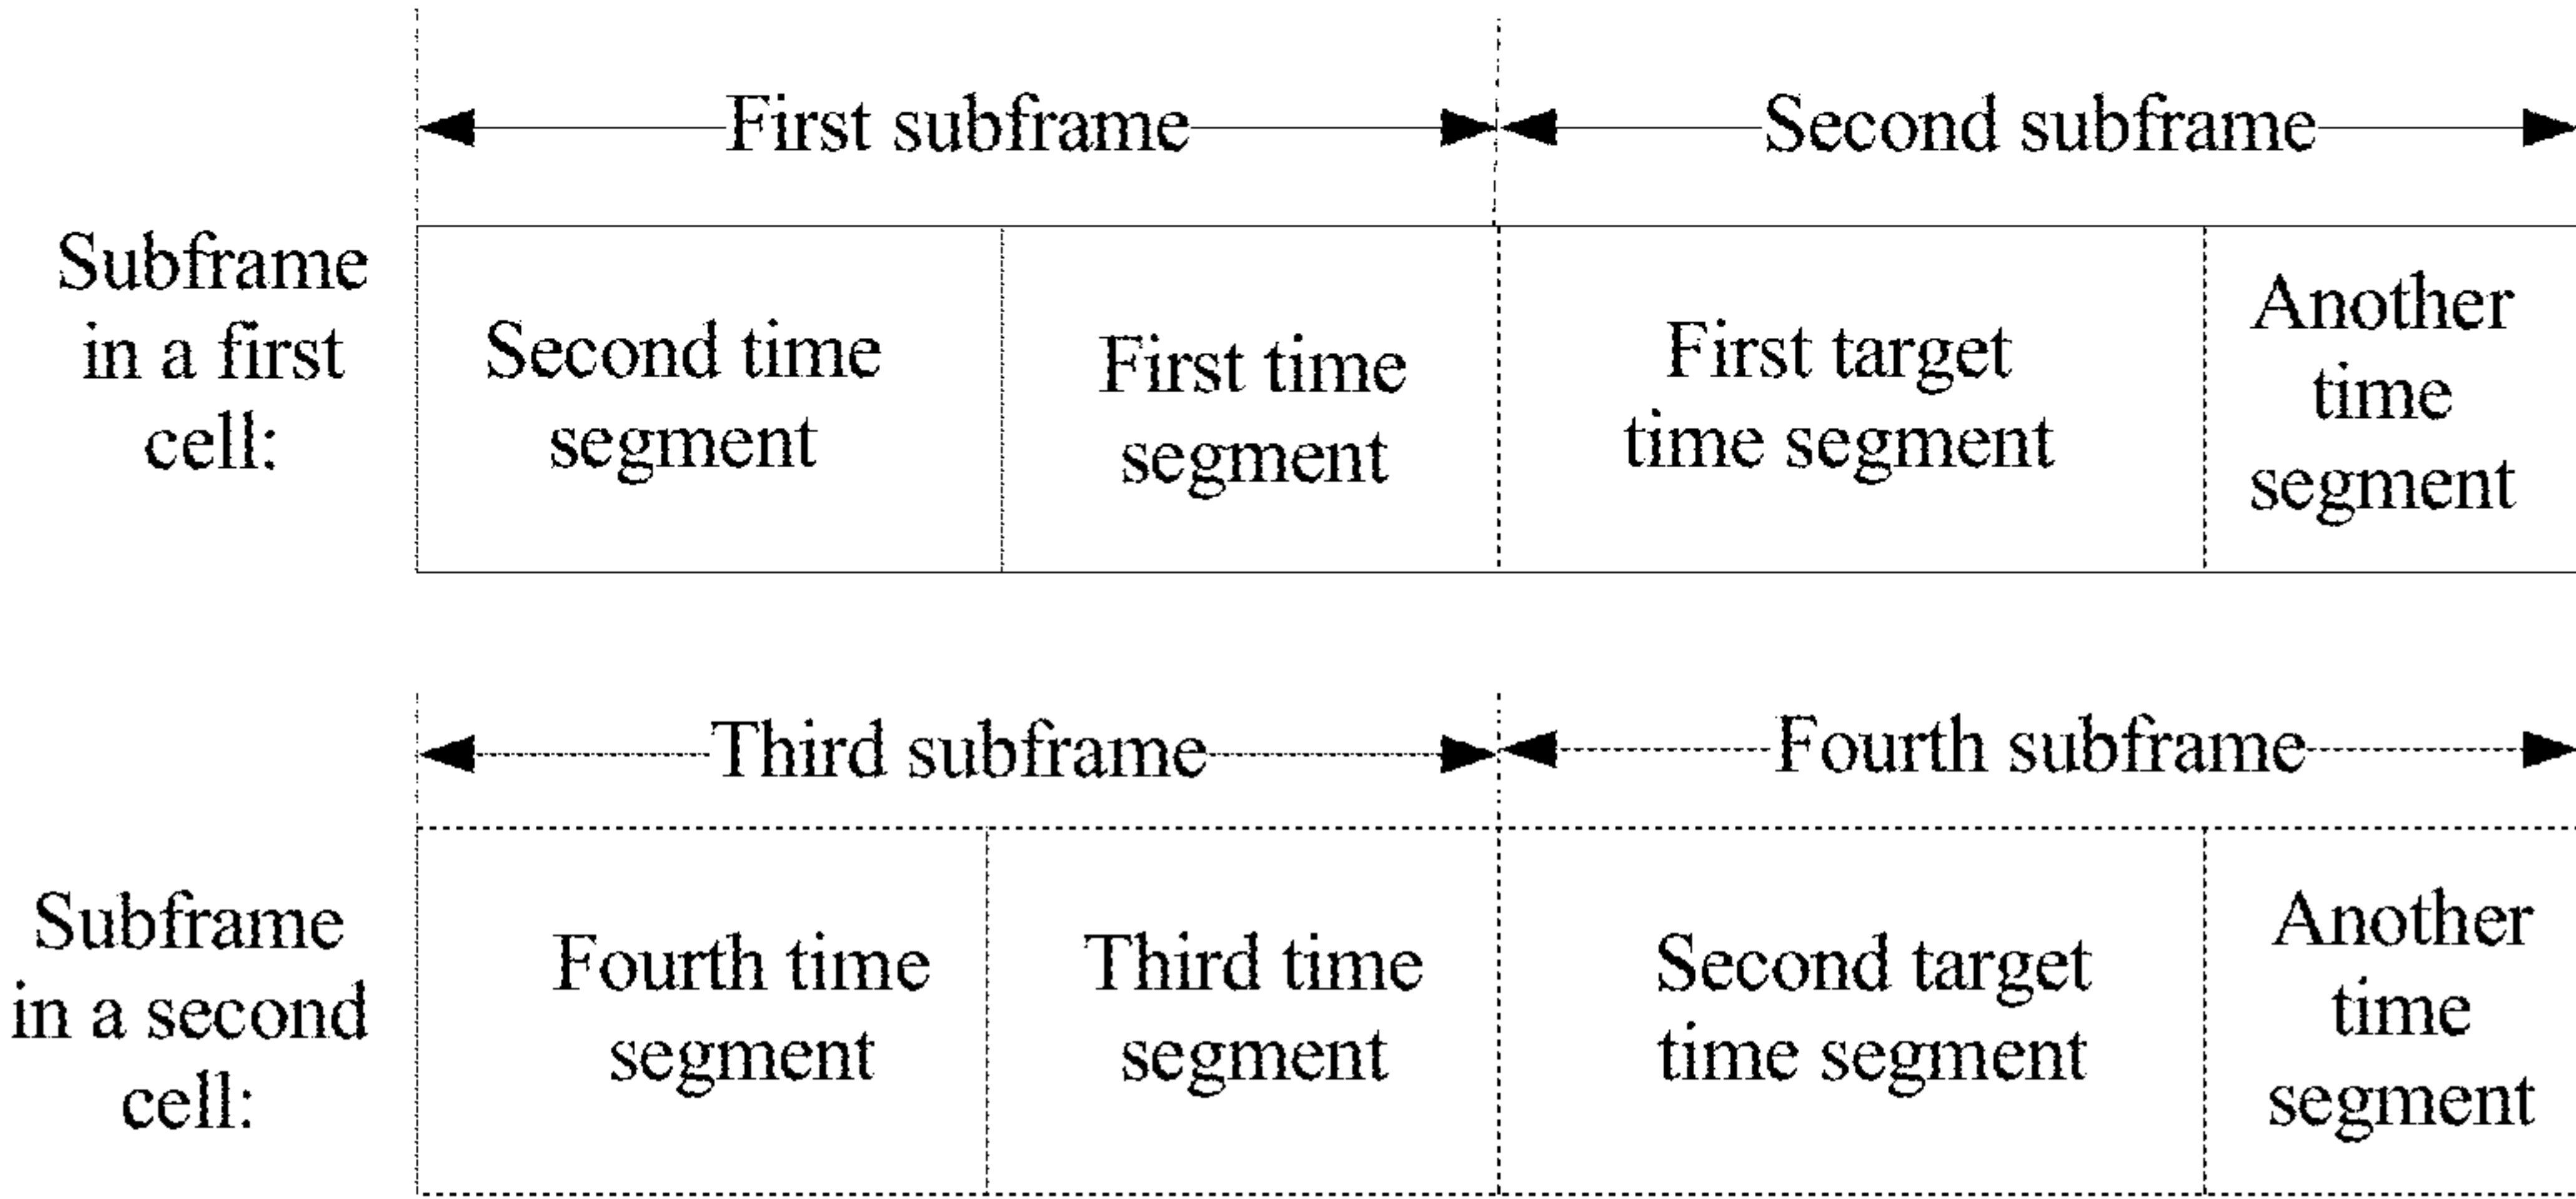 First subframe
Second subframe
Subframe
in a first
cell:
Second time
segment
First time
segment
First target
time segment
Another
time
segment
Third subframe
Fourth subframe
Subframe
in a second
cell:
Fourth time
segment
Third time
segment
Second target
time segment
Another
time
segment